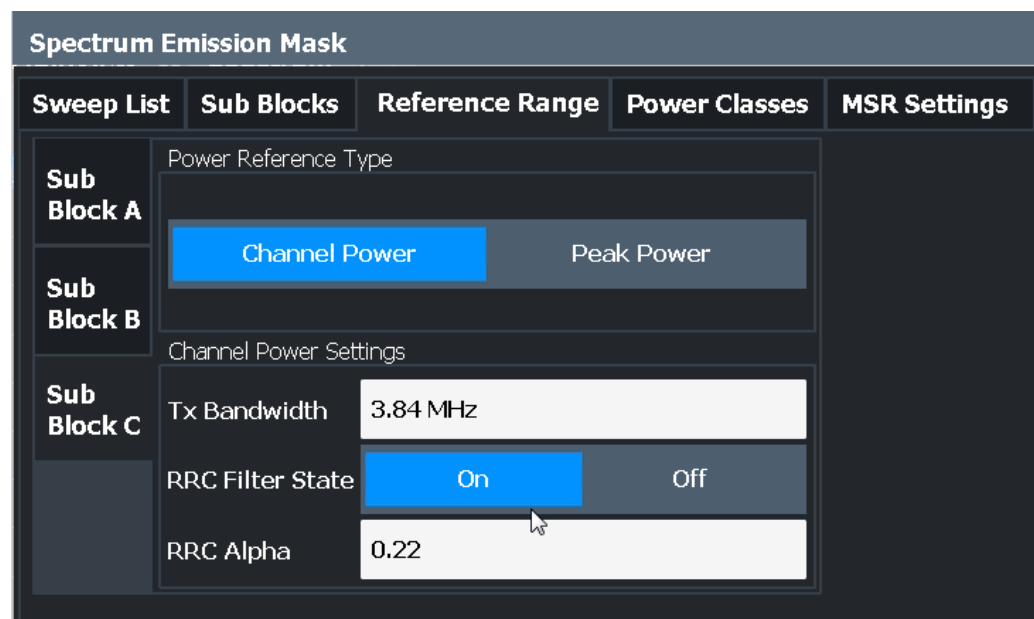 Spectrum Emission Mask
Sweep List Sub Blocks Reference Range Power Classes MSR Settings
Sub
Block A
Power Reference Type
Channel Power Peak Power
Sub
Block B
Channel Power Settings
Sub
Block C
Tx Bandwidth 3.84 MHz
RRC Filter State On Off
RRC Alpha 0.22